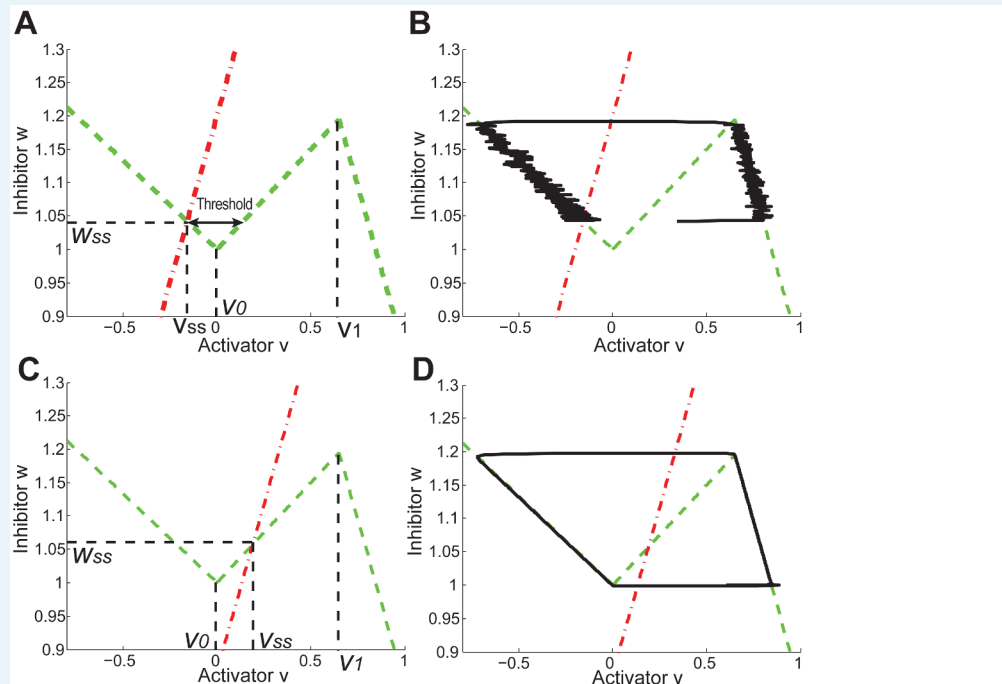 A
1.3
1.25
1.2
1.15
1.1
1.05
1
0.95
0.9
Inhibitor w
Threshold
wss
vss
v0
v1
−0.5
0
0.5
1
Activator v
B
1.3
1.25
1.2
1.15
1.1
1.05
1
0.95
0.9
Inhibitor w
−0.5
0
0.5
1
Activator v
C
1.3
1.25
1.2
1.15
1.1
1.05
1
0.95
0.9
Inhibitor w
wss
v0
vss
v1
−0.5
0
0.5
1
Activator v
D
1.3
1.25
1.2
1.15
1.1
1.05
1
0.95
0.9
Inhibitor w
−0.5
0
0.5
1
Activator v